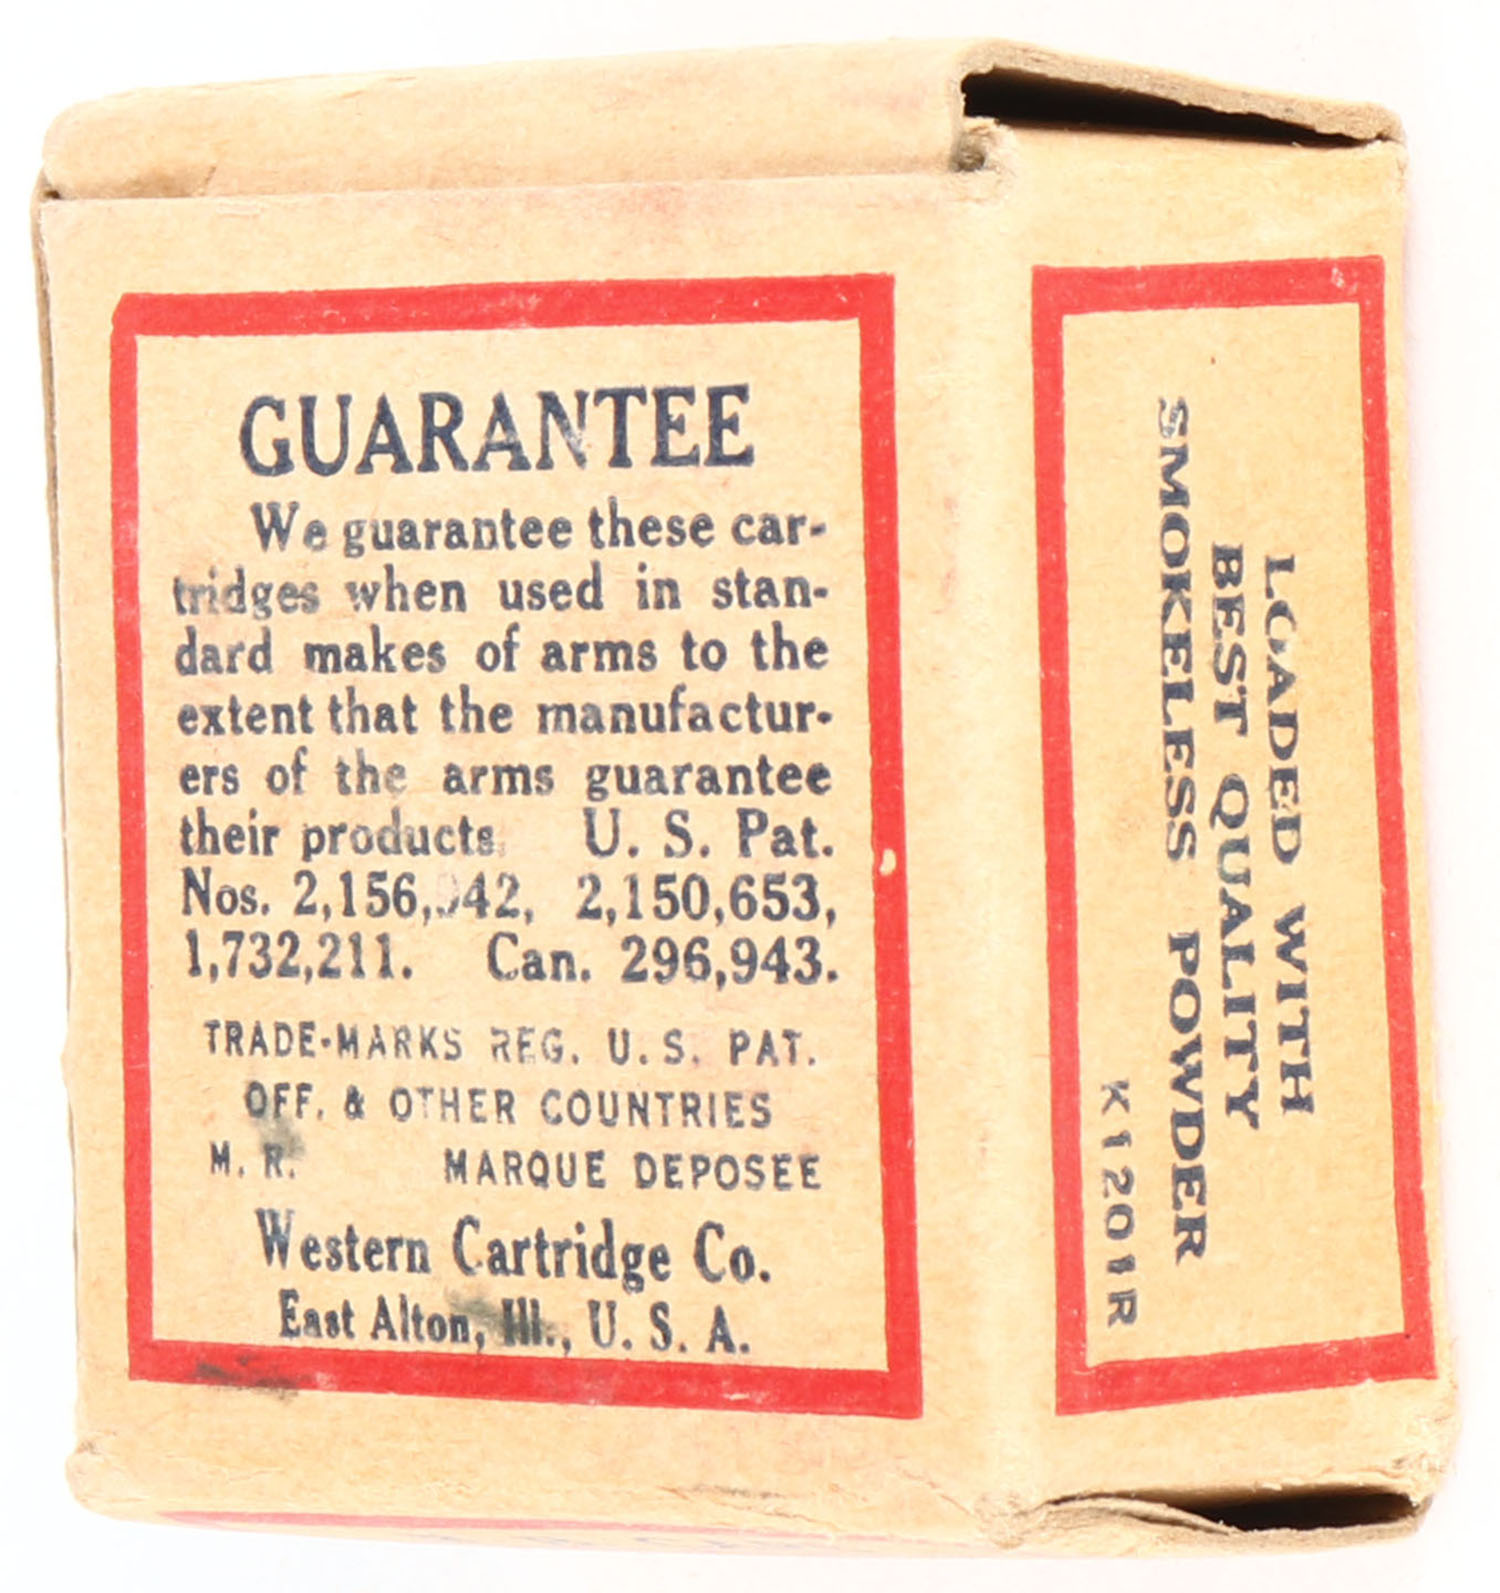 GUARANTEE
We guarantee these car-
tridges when used in stan-
dard makes of arms to the
extent that the manufactur-
ers of the arms guarantee
their products. U. S. Pat.
Nos. 2,150,653,
1,732,211. Can. 296,943.
TRADE-MARKS REG. U. S. PAT.
OFF. & OTHER COUNTRIES
M. R. MARQUE DEPOSEE
Western Cartridge Co.
East Alton, Ill., U. S. A.
LOADED WITH
BEST QUALITY
SMOKELESS POWDER
K1201R